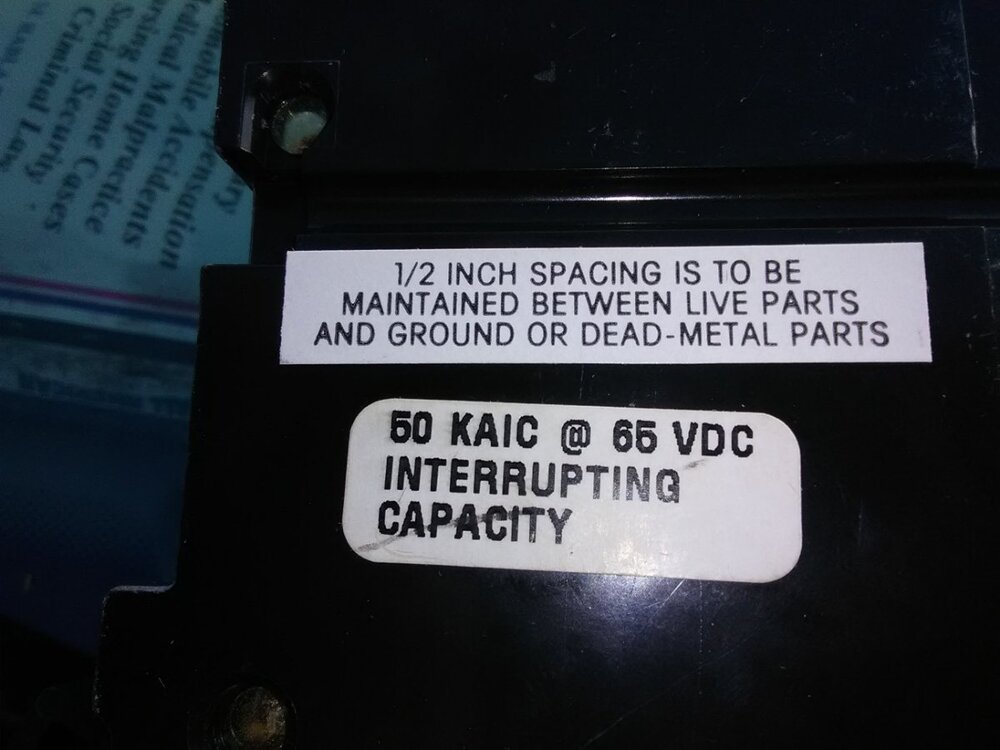 1/2 INCH SPACING IS TO BE
MAINTAINED BETWEEN LIVE PARTS
AND GROUND OR DEAD-METAL PARTS
50 KAIC @ 65 VDC
INTERRUPTING
CAPACITY
Accidents
Medical Malpractice
Home Cases
Social Security
Criminal Law